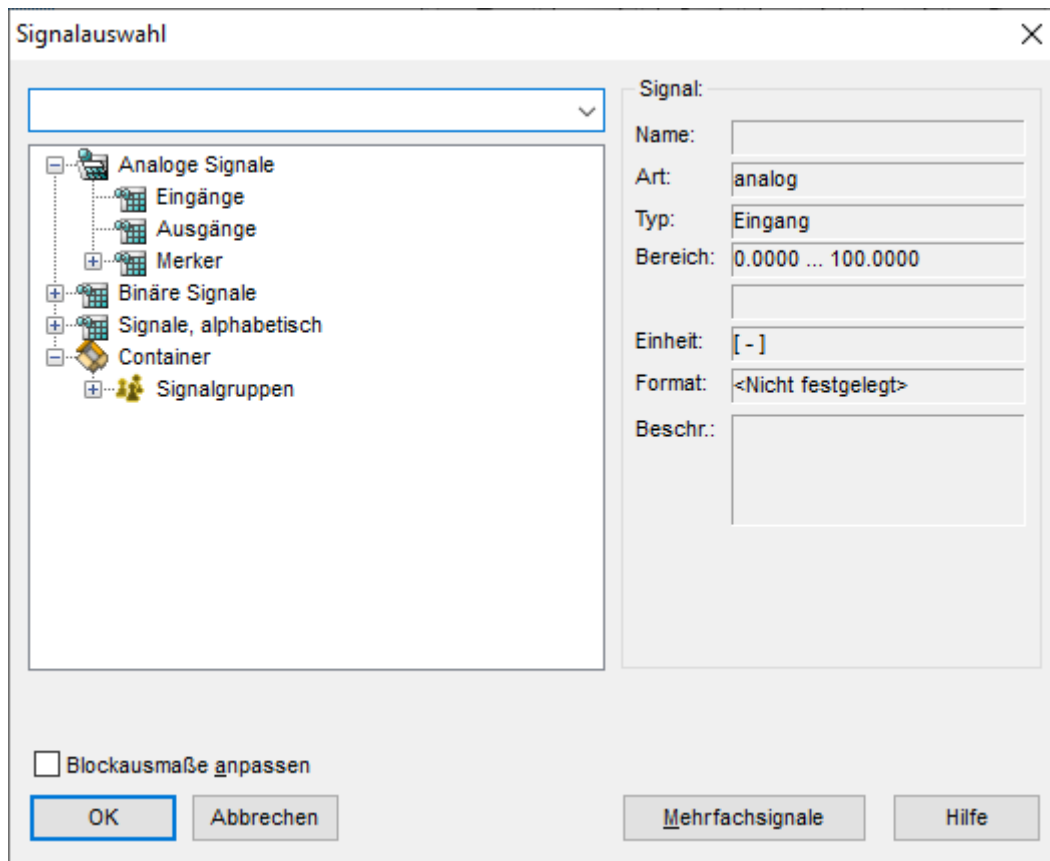 Signalauswahl
Analoge Signale
Eingänge
Ausgänge
Merker
Binäre Signale
Signale, alphabetisch
Container
Signalgruppen
Signal:
Name:
Art: analog
Typ: Eingang
Bereich: 0.0000 ... 100.0000
Einheit: [ - ]
Format: <Nicht festgelegt>
Beschr.:
Blockausmaße anpassen
OK Abbrechen Mehrfachsignale Hilfe